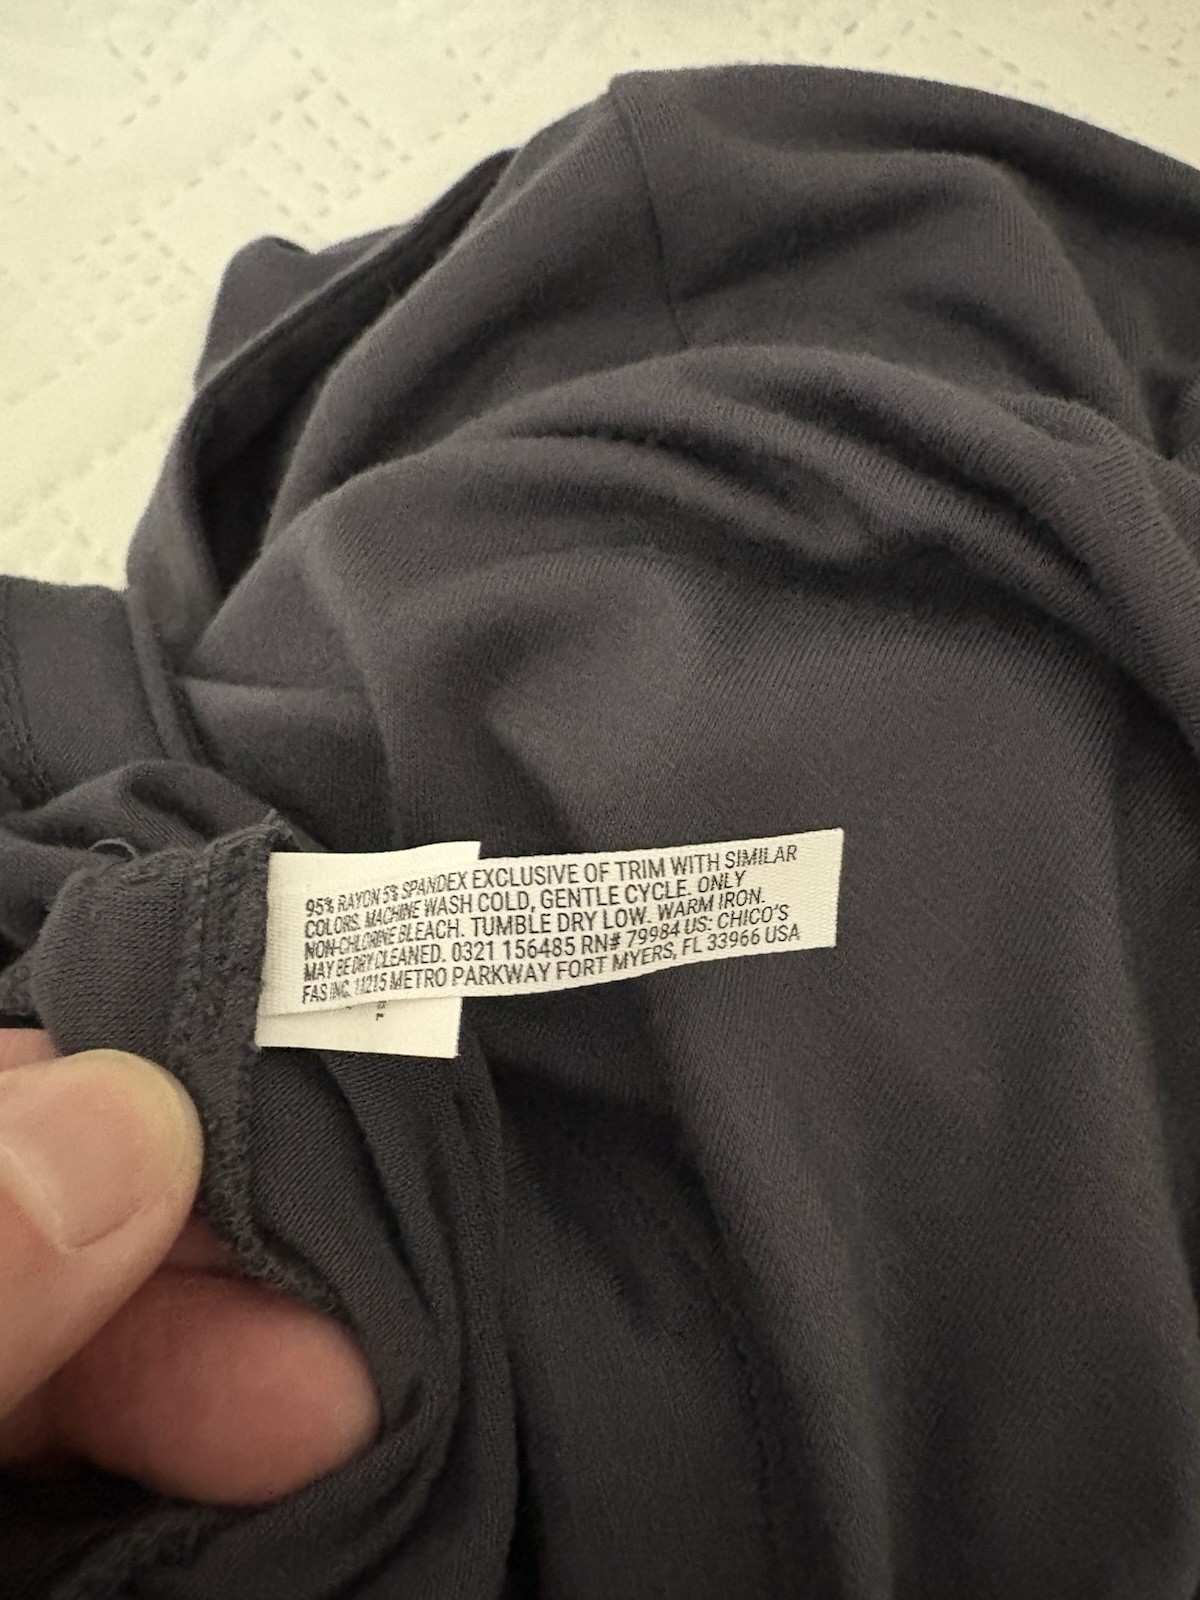 95% RAYON 5% SPANDEX EXCLUSIVE OF TRIM WITH SIMILAR
COLORS. MACHINE WASH COLD, GENTLE CYCLE. ONLY
NON-CHLORINE BLEACH. TUMBLE DRY LOW. WARM IRON.
MAY BE DRY CLEANED. 0321 156485 RN# 79984 US: CHICO'S
FAS INC. 11215 METRO PARKWAY FORT MYERS, FL 33966 USA